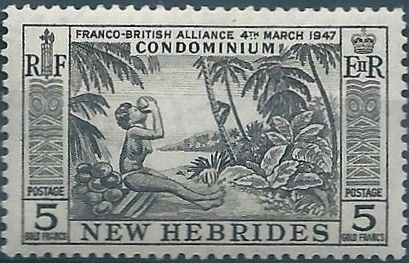 FRANCO-BRITISH ALLIANCE 4TH MARCH 1947
CONDOMINIUM
RF
EIIR
POSTAGE
POSTAGE
5
GOLD FRANCS
NEW HEBRIDES
5
GOLD FRANCS